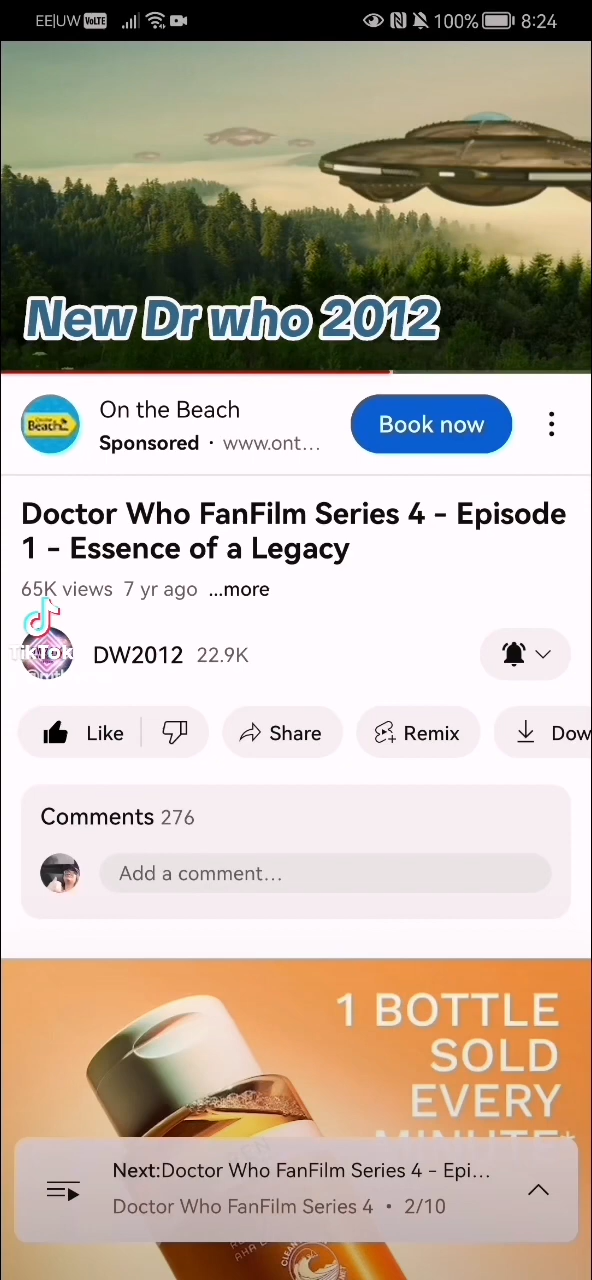 EE|UW VoLTE 100% 8:24
New Dr who 2012
On the Beach
Book now
Beach
Sponsored · www.ont...
Doctor Who FanFilm Series 4 - Episode
1 - Essence of a Legacy
65K views 7 yr ago ...more
TikTok
DW2012 22.9K
Like Share Remix Dow
Comments 276
Add a comment...
1 BOTTLE
SOLD
EVERY
MINUTE*
Next:Doctor Who FanFilm Series 4 - Epi...
Doctor Who FanFilm Series 4 • 2/10